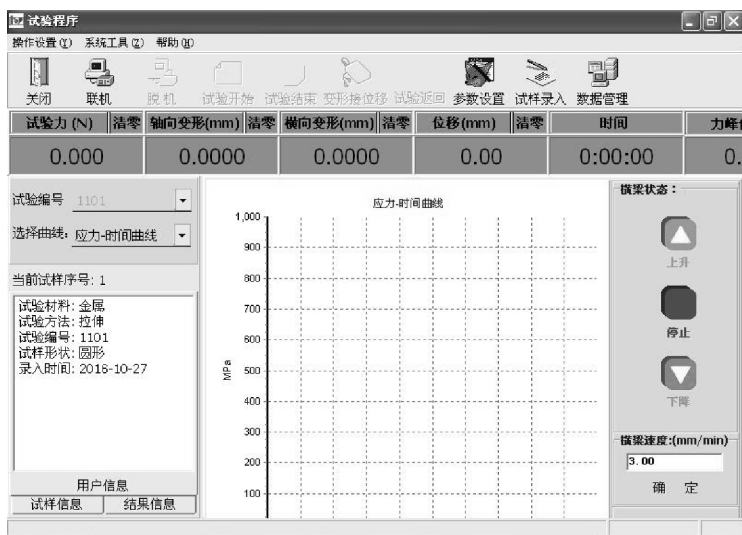 试验程序
操作设置(Y) 系统工具(Z) 帮助(W)
关闭 联机 脱机 试验开始 试验结束 变形接位移 试验返回 参数设置 试样录入 数据管理
试验力(N) 清零 轴向变形(mm) 清零 横向变形(mm) 清零 位移(mm) 清零 时间
0.000 0.0000 0.0000 0.00 0:00:00 0.
试验编号 1101
选择曲线: 应力-时间曲线
当前试样序号: 1
试验材料: 金属
试验方法: 拉伸
试验编号: 1101
试样形状: 圆形
录入时间: 2016-10-27
用户信息
试样信息 结果信息
应力-时间曲线
1,000
900
800
700
600
500
400
300
200
100
MPa
横梁状态:
上升
停止
下降
横梁速度:(mm/min)
3.00
确 定